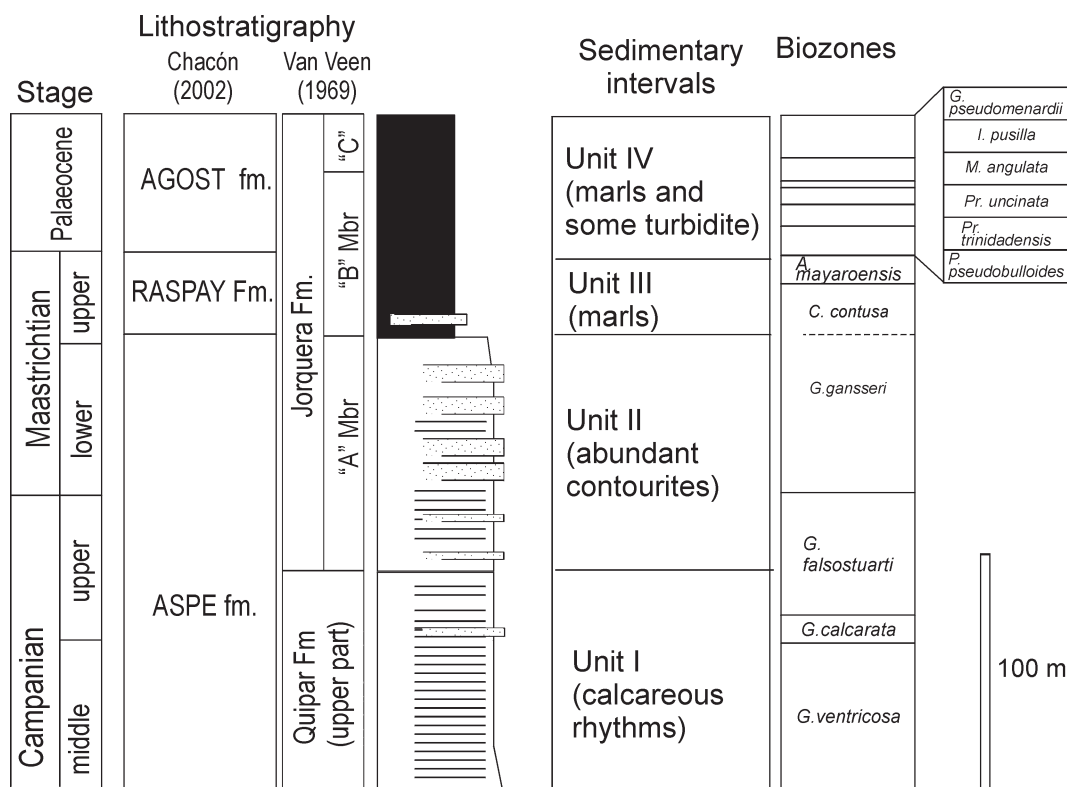 Lithostratigraphy
Stage
Chacón
(2002)
Van Veen
(1969)
Sedimentary
intervals
Biozones
Palaeocene
Maastrichtian
upper
lower
Campanian
upper
middle
AGOST fm.
RASPAY Fm.
ASPE fm.
Jorquera Fm.
"C"
"B" Mbr
"A" Mbr
Quipar Fm
(upper part)
Unit IV
(marls and
some turbidite)
Unit III
(marls)
Unit II
(abundant
contourites)
Unit I
(calcareous
rhythms)
A.
mayaroensis
C. contusa
G.gansseri
G.
falsostuarti
G.calcarata
G.ventricosa
G.
pseudomenardii
I. pusilla
M. angulata
Pr. uncinata
Pr.
trinidadensis
P.
pseudobulloides
100 m